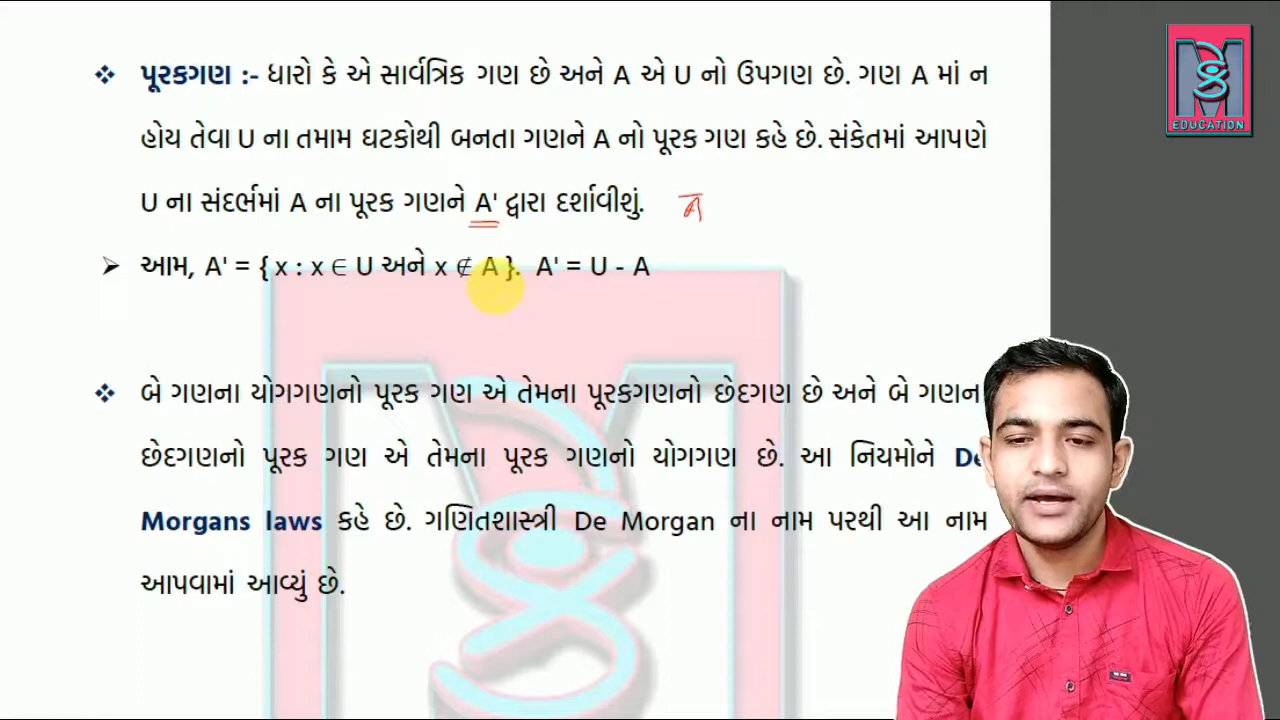 ❖ પૂરકગણ :- ધારો કે એ સાર્વત્રિક ગણ છે અને A એ U નો ઉપગણ છે. ગણ A માં ન
હોય તેવા U ના તમામ ઘટકોથી બનતા ગણને A નો પૂરક ગણ કહે છે. સંકેતમાં આપણે
U ના સંદર્ભમાં A ના પૂરક ગણને A' દ્વારા દર્શાવીશું. A̅
➢ આમ, A' = { x : x ∈ U અને x ∉ A }. A' = U - A
❖ બે ગણના યોગગણનો પૂરક ગણ એ તેમના પૂરકગણનો છેદગણ છે અને બે ગણન
છેદગણનો પૂરક ગણ એ તેમના પૂરક ગણનો યોગગણ છે. આ નિયમોને De
Morgans laws કહે છે. ગણિતશાસ્ત્રી De Morgan ના નામ પરથી આ નામ
આપવામાં આવ્યું છે.
EDUCATION